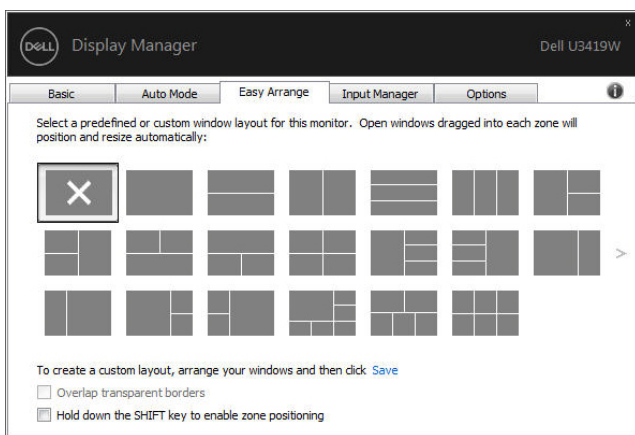 x
DELL Display Manager Dell U3419W
Basic Auto Mode Easy Arrange Input Manager Options
Select a predefined or custom window layout for this monitor. Open windows dragged into each zone will
position and resize automatically:
>
To create a custom layout, arrange your windows and then click Save
Overlap transparent borders
Hold down the SHIFT key to enable zone positioning